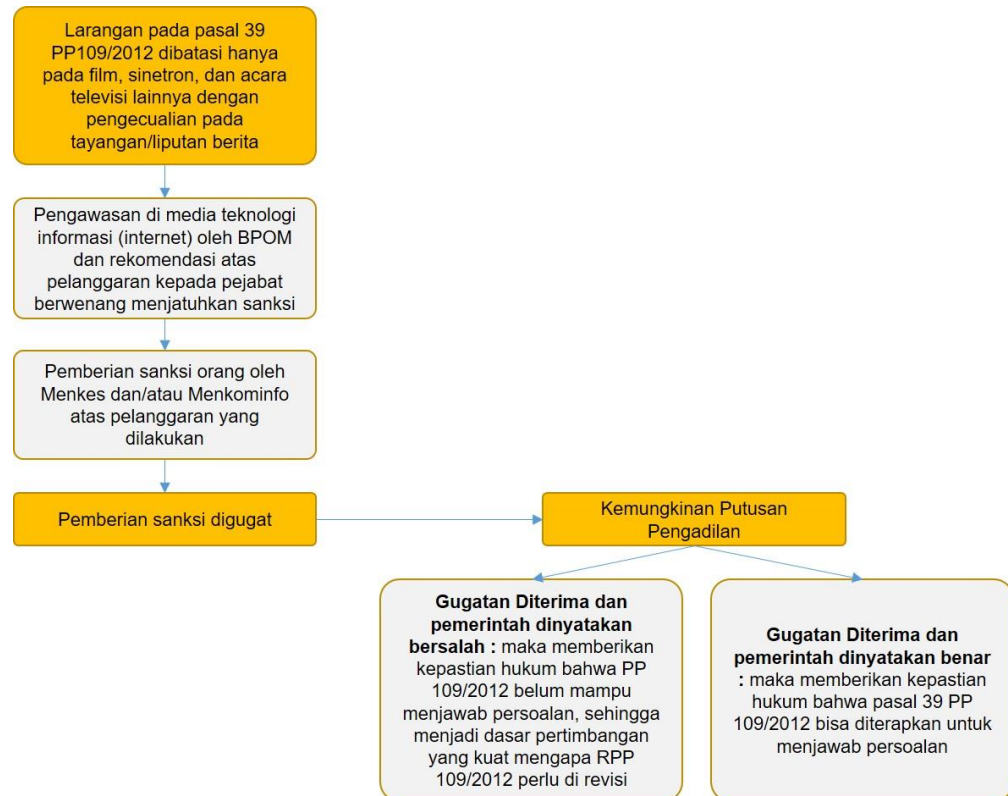 Larangan pada pasal 39
PP109/2012 dibatasi hanya
pada film, sinetron, dan acara
televisi lainnya dengan
pengecualian pada
tayangan/liputan berita
Pengawasan di media teknologi
informasi (internet) oleh BPOM
dan rekomendasi atas
pelanggaran kepada pejabat
berwenang menjatuhkan sanksi
Pemberian sanksi orang oleh
Menkes dan/atau Menkominfo
atas pelanggaran yang
dilakukan
Pemberian sanksi digugat
Kemungkinan Putusan
Pengadilan
Gugatan Diterima dan
pemerintah dinyatakan
bersalah : maka memberikan
kepastian hukum bahwa PP
109/2012 belum mampu
menjawab persoalan, sehingga
menjadi dasar pertimbangan
yang kuat mengapa RPP
109/2012 perlu di revisi
Gugatan Diterima dan
pemerintah dinyatakan benar
: maka memberikan kepastian
hukum bahwa pasal 39 PP
109/2012 bisa diterapkan untuk
menjawab persoalan